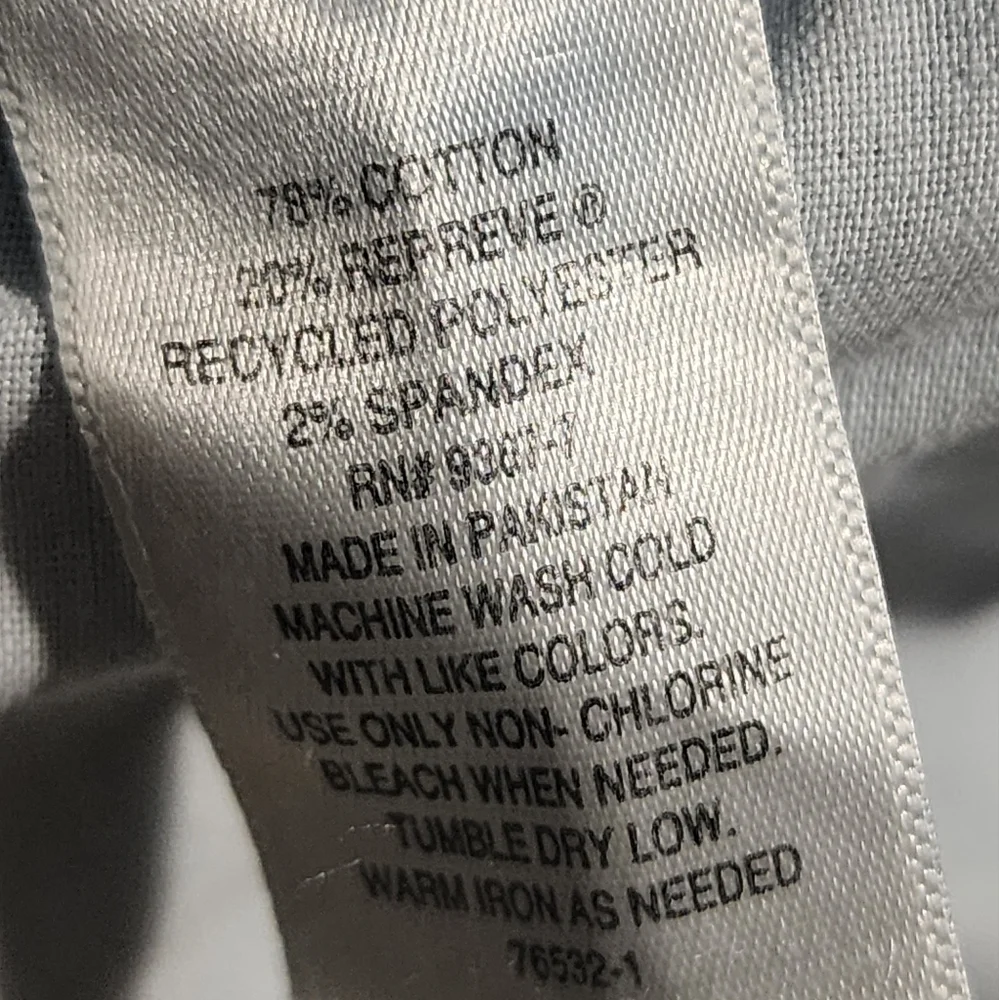 78% COTTON
20% REPREVE ®
RECYCLED POLYESTER
2% SPANDEX
RN#
MADE IN PAKISTAN
MACHINE WASH COLD
WITH LIKE COLORS.
USE ONLY NON- CHLORINE
BLEACH WHEN NEEDED.
TUMBLE DRY LOW.
WARM IRON AS NEEDED
76532-1